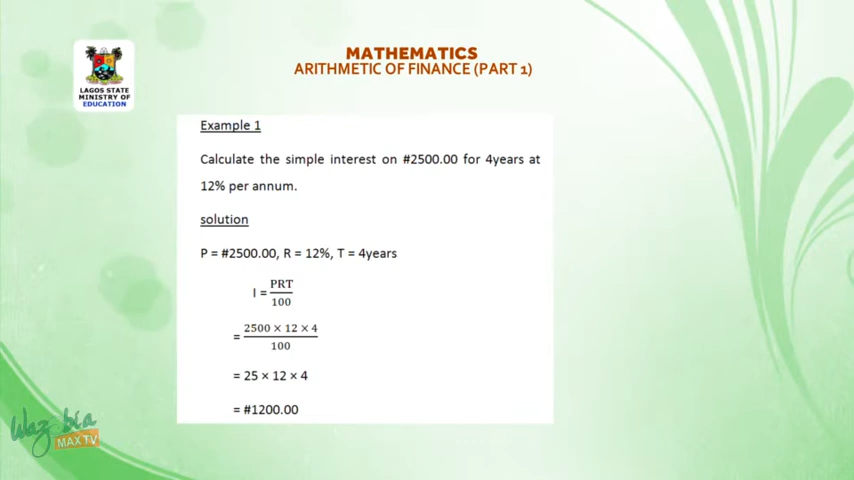 MATHEMATICS
ARITHMETIC OF FINANCE (PART 1)
LAGOS STATE
MINISTRY OF
EDUCATION
Example 1
Calculate the simple interest on #2500.00 for 4years at
12% per annum.
solution
P = #2500.00, R = 12%, T = 4years
I = PRT/100
= 2500 × 12 × 4/100
= 25 × 12 × 4
= #1200.00
Wazobia
MAX TV